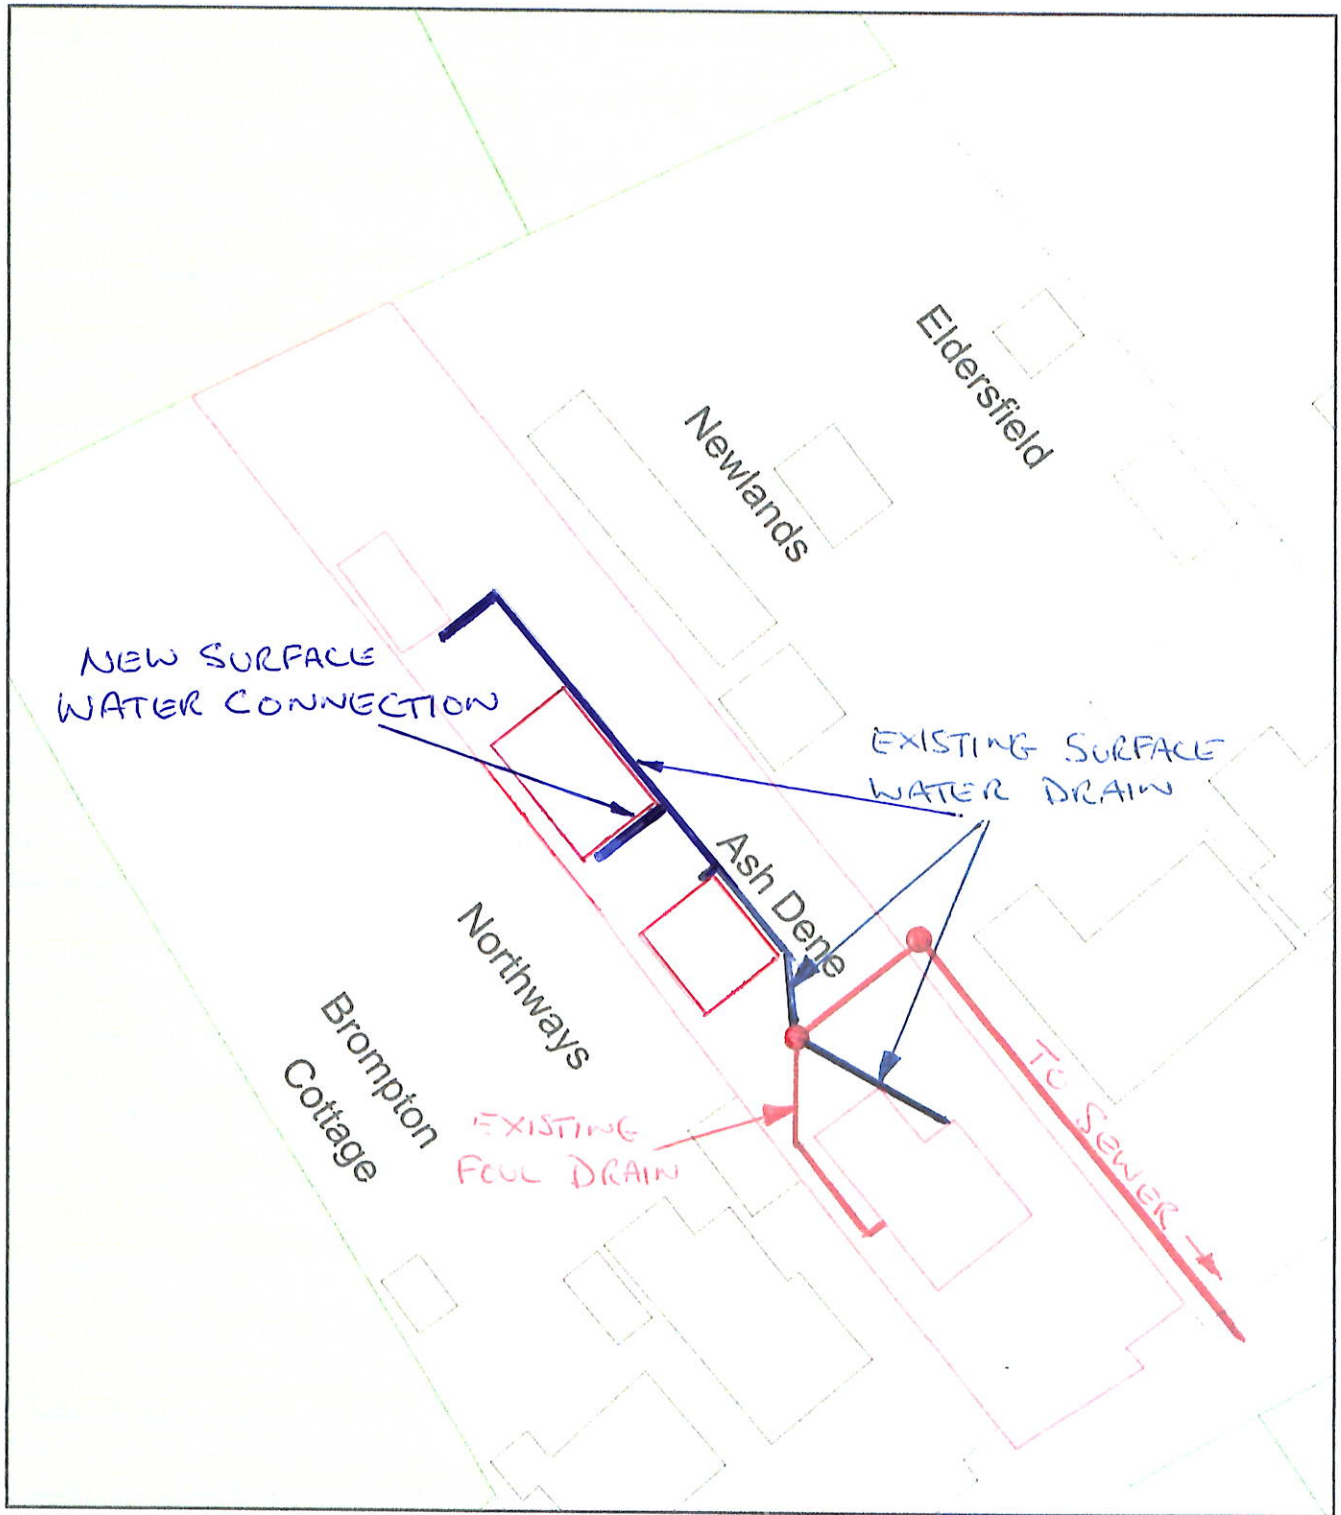 Eldersfield
Newlands
NEW SURFACE
WATER CONNECTION
EXISTING SURFACE
WATER DRAIN
Ash Dene
Northways
Brompton
Cottage
EXISTING
FOUL DRAIN
TO SEWER